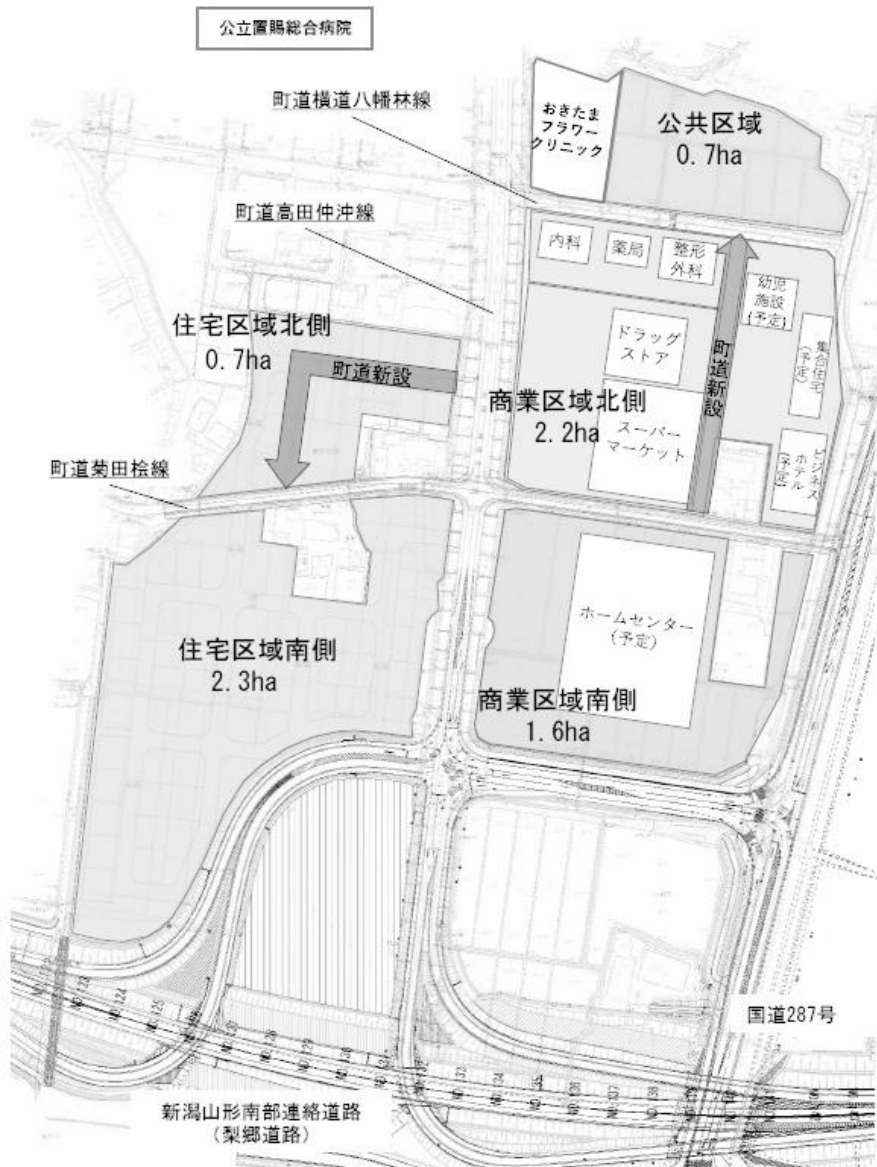 公立置賜総合病院
町道横道八幡林線
おきたま
フラワー
クリニック
公共区域
0.7ha
町道高田仲沖線
内科
薬局
整形
外科
幼児
施設
(予定)
集合住宅
(予定)
住宅区域北側
0.7ha
町道新設
ドラッグ
ストア
町道新設
商業区域北側
2.2ha
スーパー
マーケット
ビジネス
ホテル
(予定)
町道菊田桧線
ホームセンター
(予定)
住宅区域南側
2.3ha
商業区域南側
1.6ha
国道287号
新潟山形南部連絡道路
(梨郷道路)